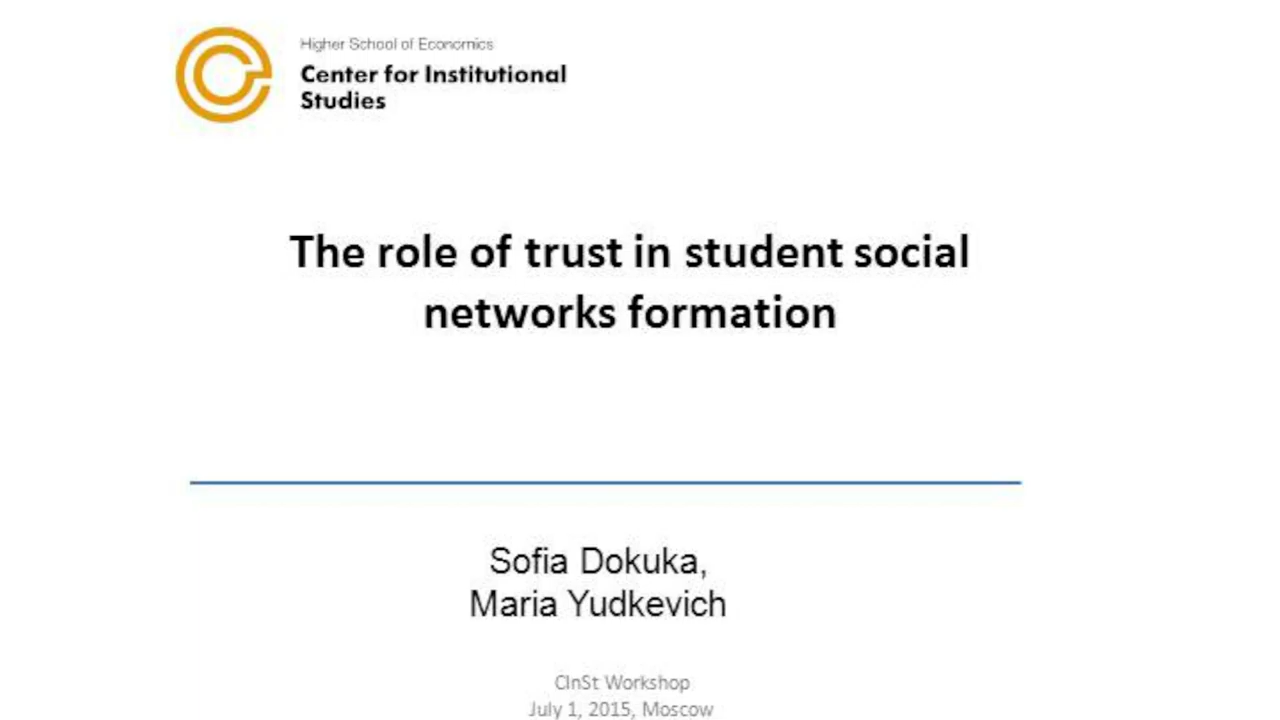 Higher School of Economics
Center for Institutional
Studies
The role of trust in student social
networks formation
Sofia Dokuka,
Maria Yudkevich
CInSt Workshop
July 1, 2015, Moscow